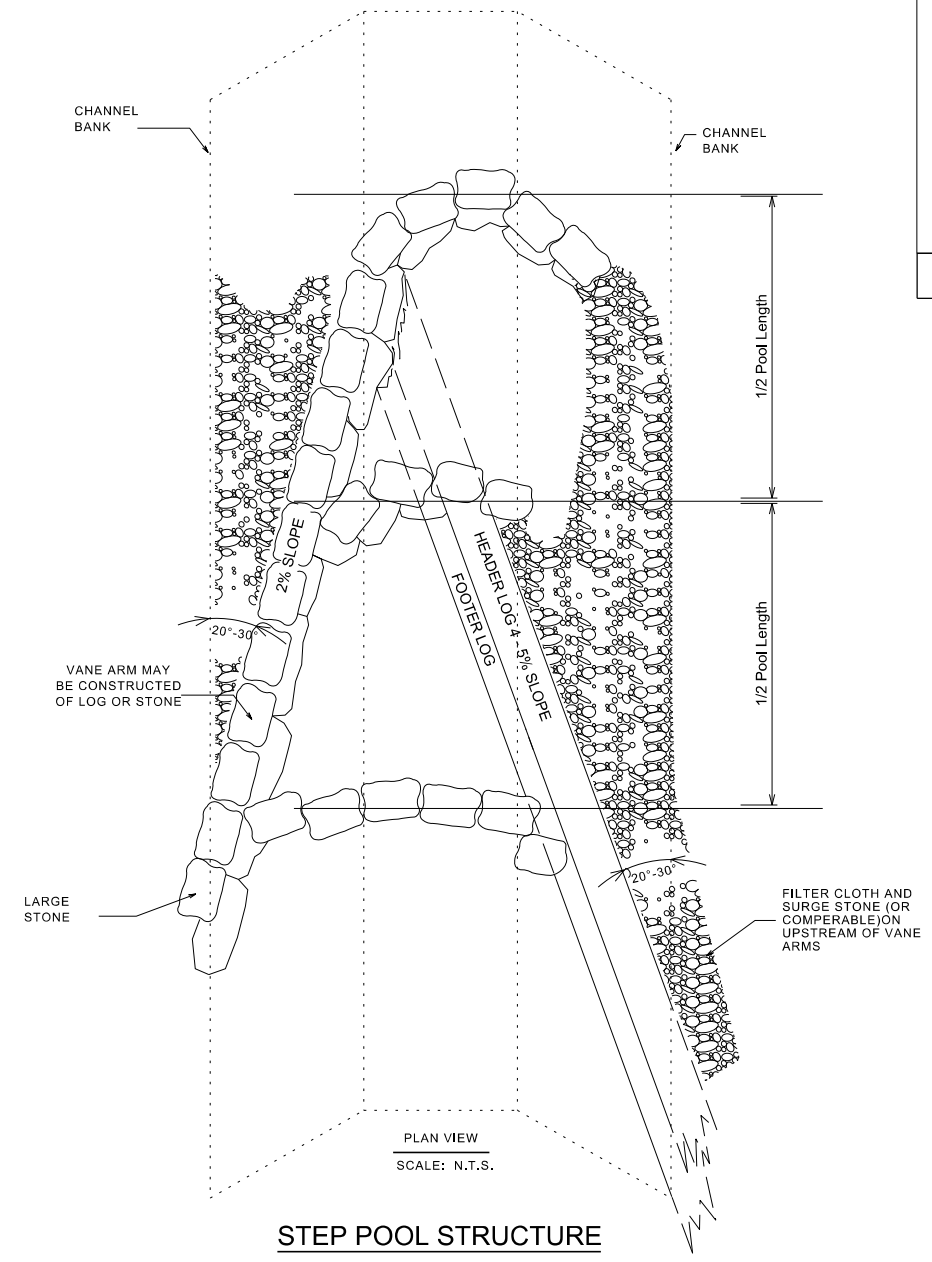 CHANNEL
BANK
CHANNEL
BANK
1/2 Pool Length
2% SLOPE
HEADER LOG 4 - 5% SLOPE
FOOTER LOG
1/2 Pool Length
20°-30°
VANE ARM MAY
BE CONSTRUCTED
OF LOG OR STONE
20°-30°
LARGE
STONE
FILTER CLOTH AND
SURGE STONE (OR
COMPERABLE)ON
UPSTREAM OF VANE
ARMS
PLAN VIEW
SCALE: N.T.S.
STEP POOL STRUCTURE